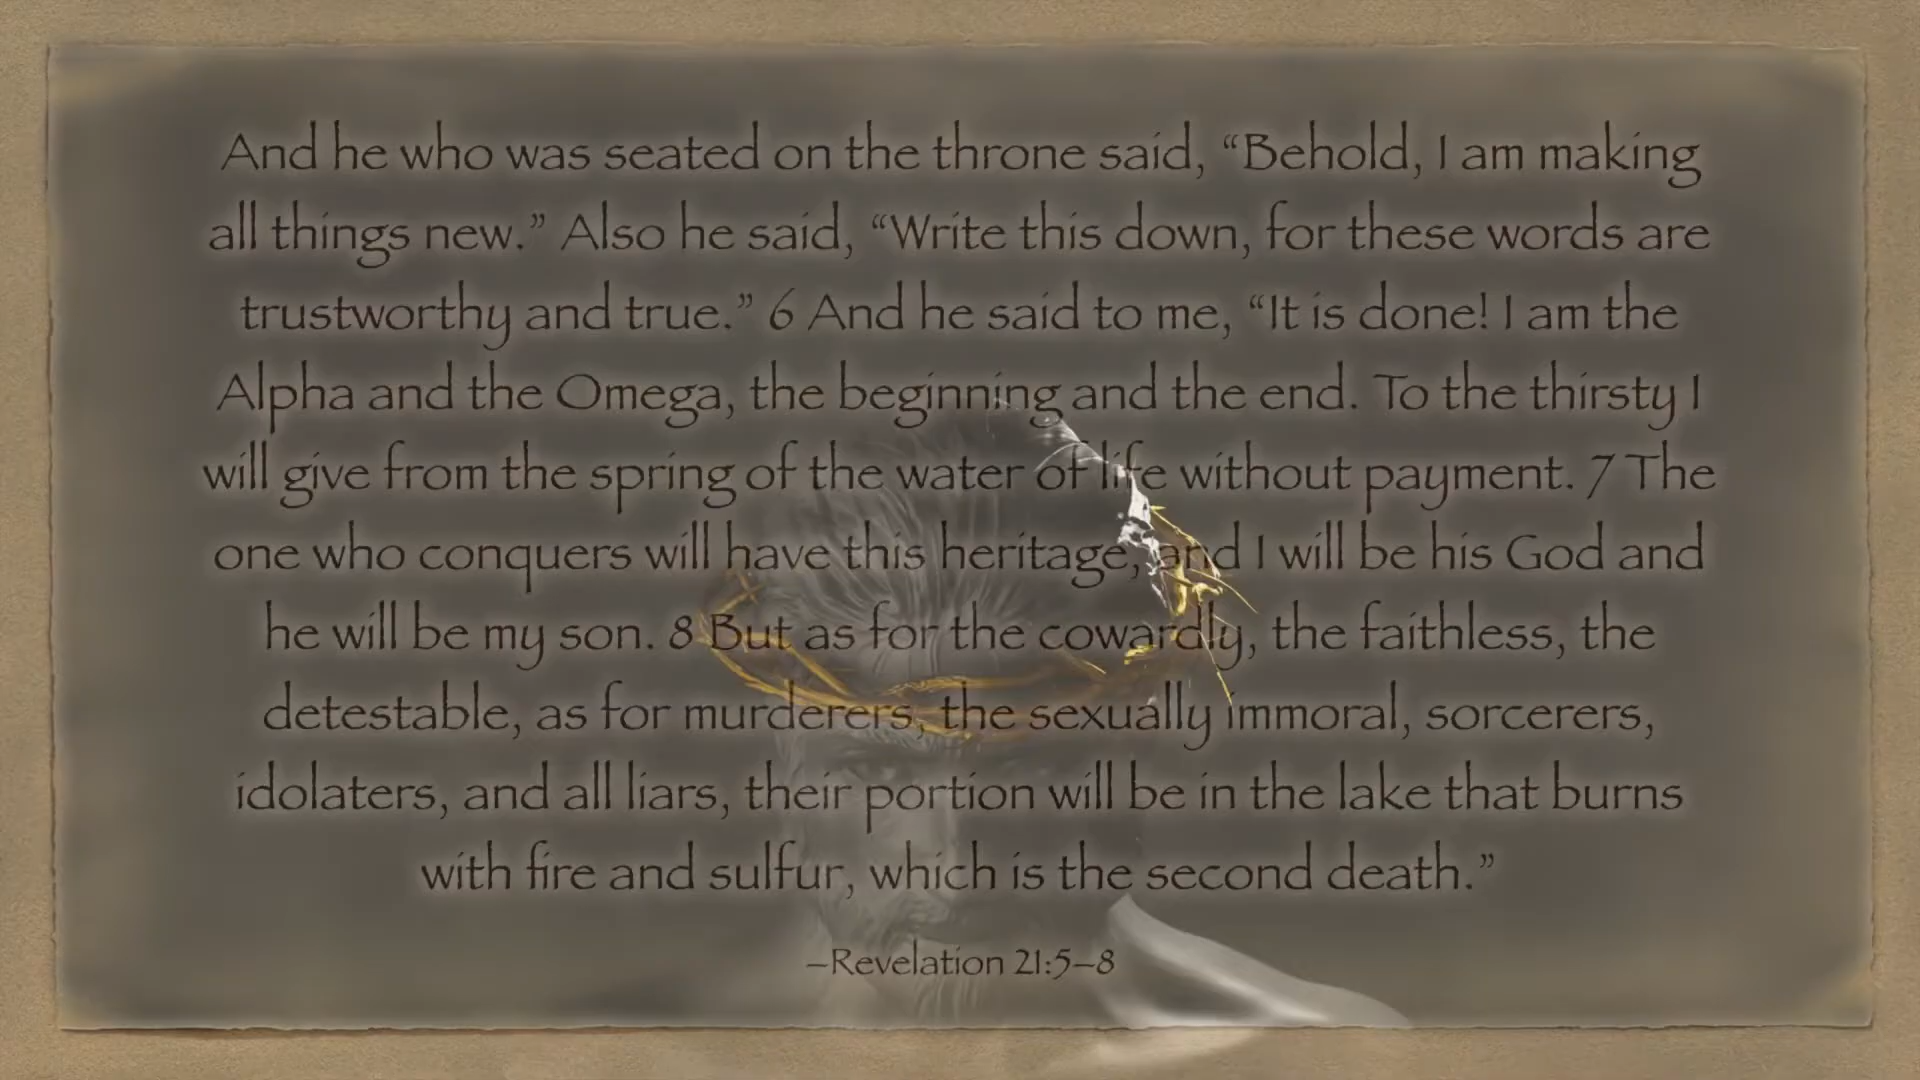 And he who was seated on the throne said, “Behold, I am making
all things new.” Also he said, “Write this down, for these words are
trustworthy and true.” 6 And he said to me, “It is done! I am the
Alpha and the Omega, the beginning and the end. To the thirsty I
will give from the spring of the water of life without payment. 7 The
one who conquers will have this heritage, and I will be his God and
he will be my son. 8 But as for the cowardly, the faithless, the
detestable, as for murderers, the sexually immoral, sorcerers,
idolaters, and all liars, their portion will be in the lake that burns
with fire and sulfur, which is the second death.”
–Revelation 21:5–8